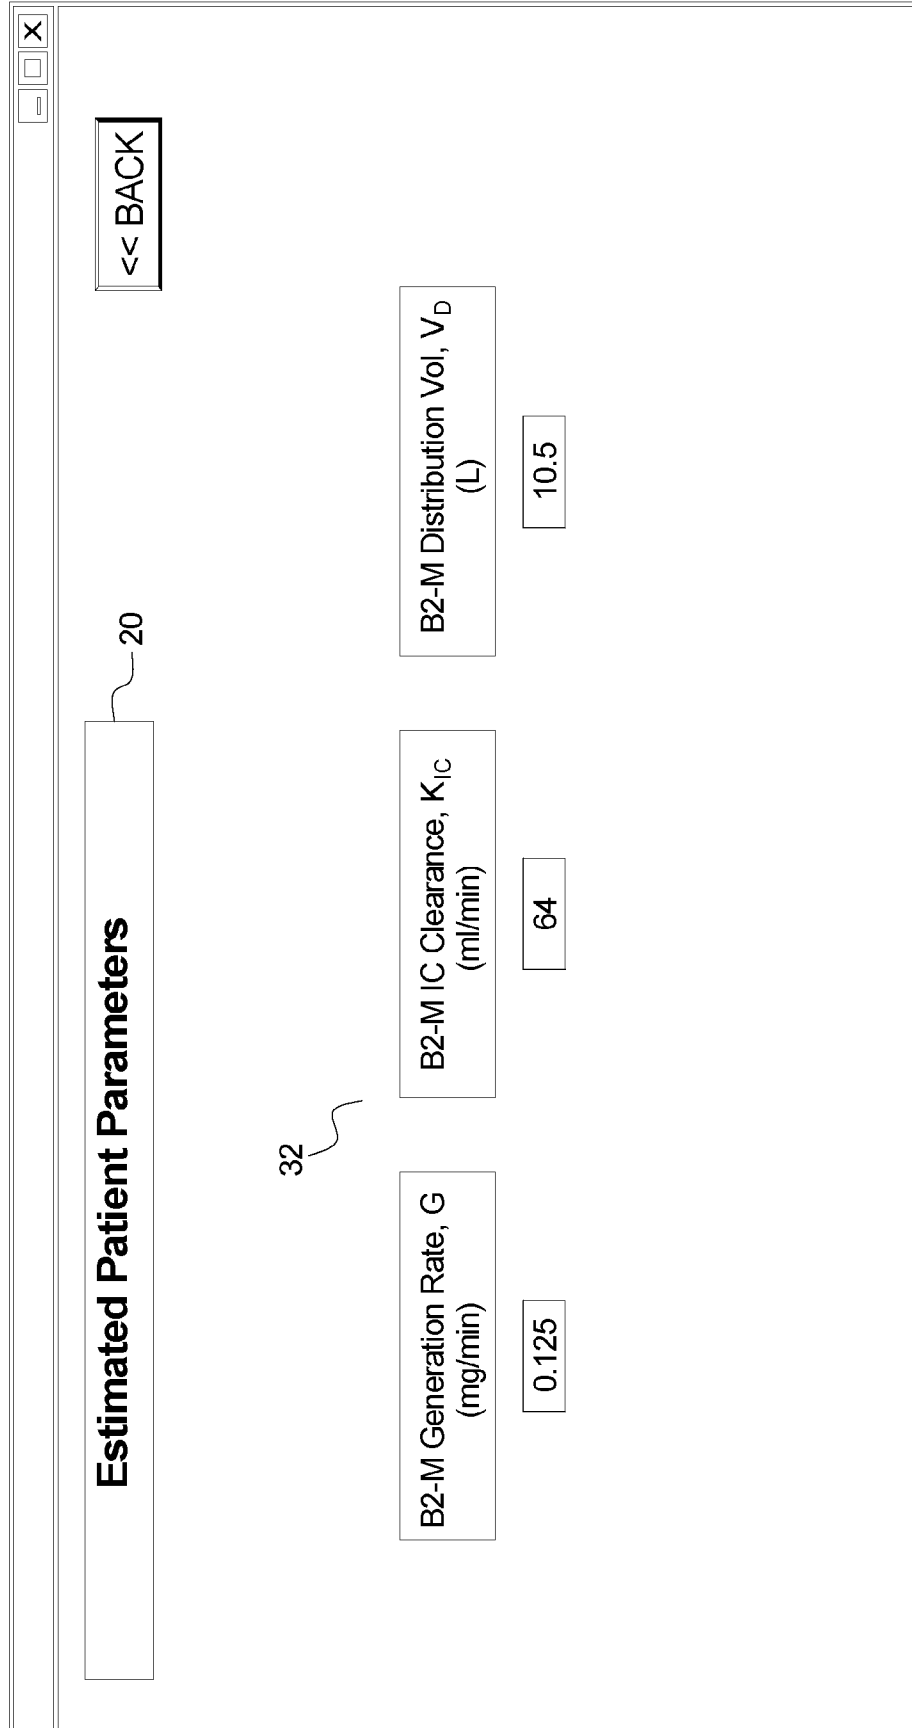 X
Estimated Patient Parameters
20
<< BACK
32
B2-M Generation Rate, G
(mg/min)
0.125
B2-M IC Clearance, K_IC
(ml/min)
64
B2-M Distribution Vol, V_D
(L)
10.5